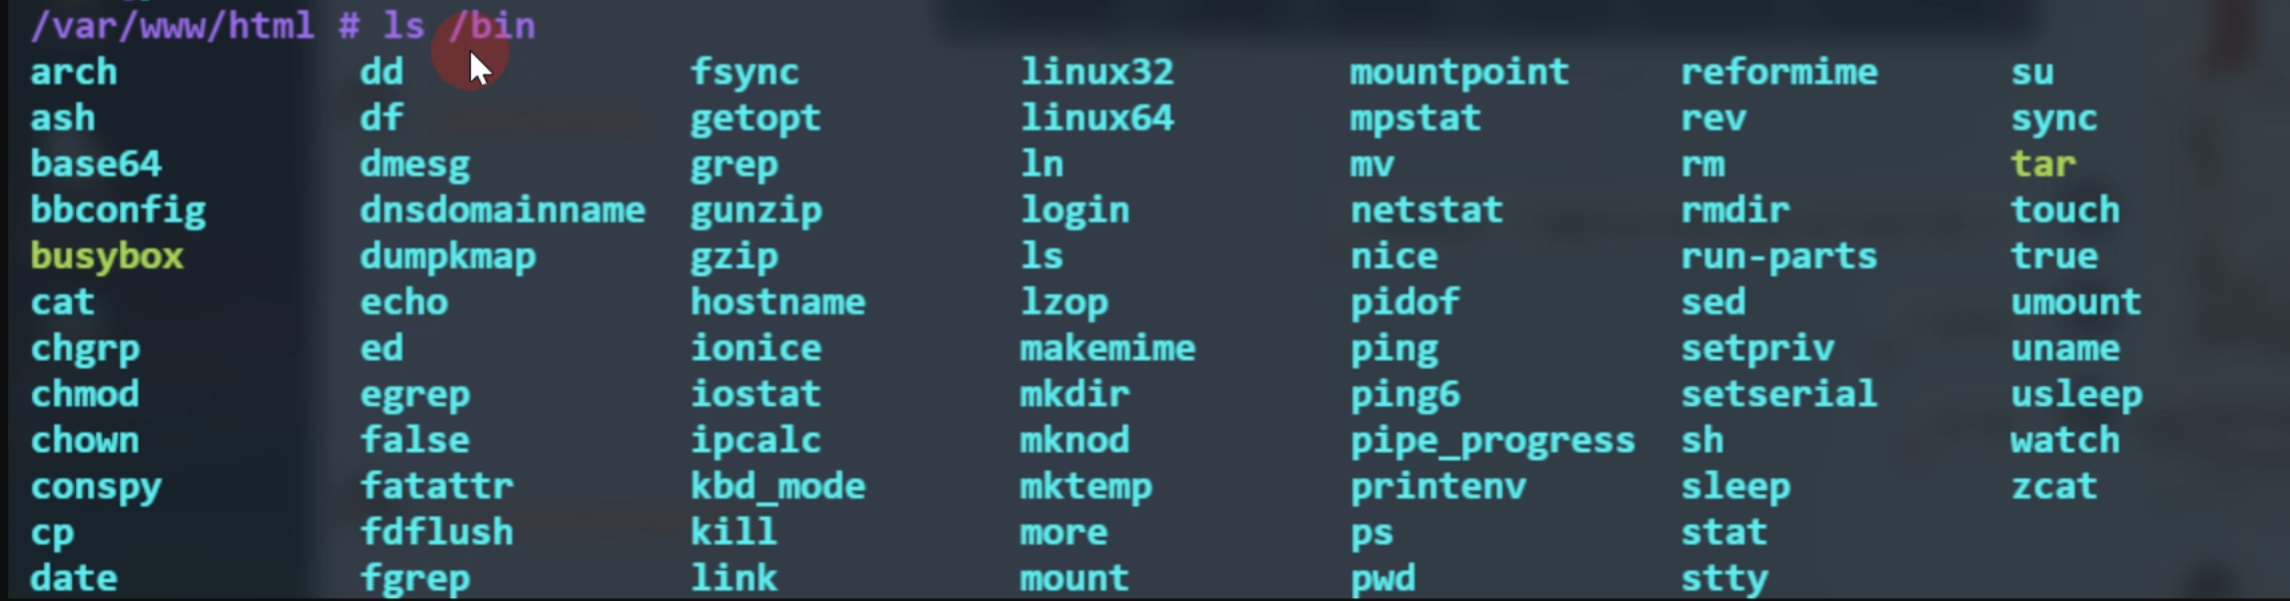 /var/www/html # ls /bin
arch dd fsync linux32 mountpoint reformime su
ash df getopt linux64 mpstat rev sync
base64 dmesg grep ln mv rm tar
bbconfig dnsdomainname gunzip login netstat rmdir touch
busybox dumpkmap gzip ls nice run-parts true
cat echo hostname lzop pidof sed umount
chgrp ed ionice makemime ping setpriv uname
chmod egrep iostat mkdir ping6 setserial usleep
chown false ipcalc mknod pipe_progress sh watch
conspy fatattr kbd_mode mktemp printenv sleep zcat
cp fdflush kill more ps stat
date fgrep link mount pwd stty